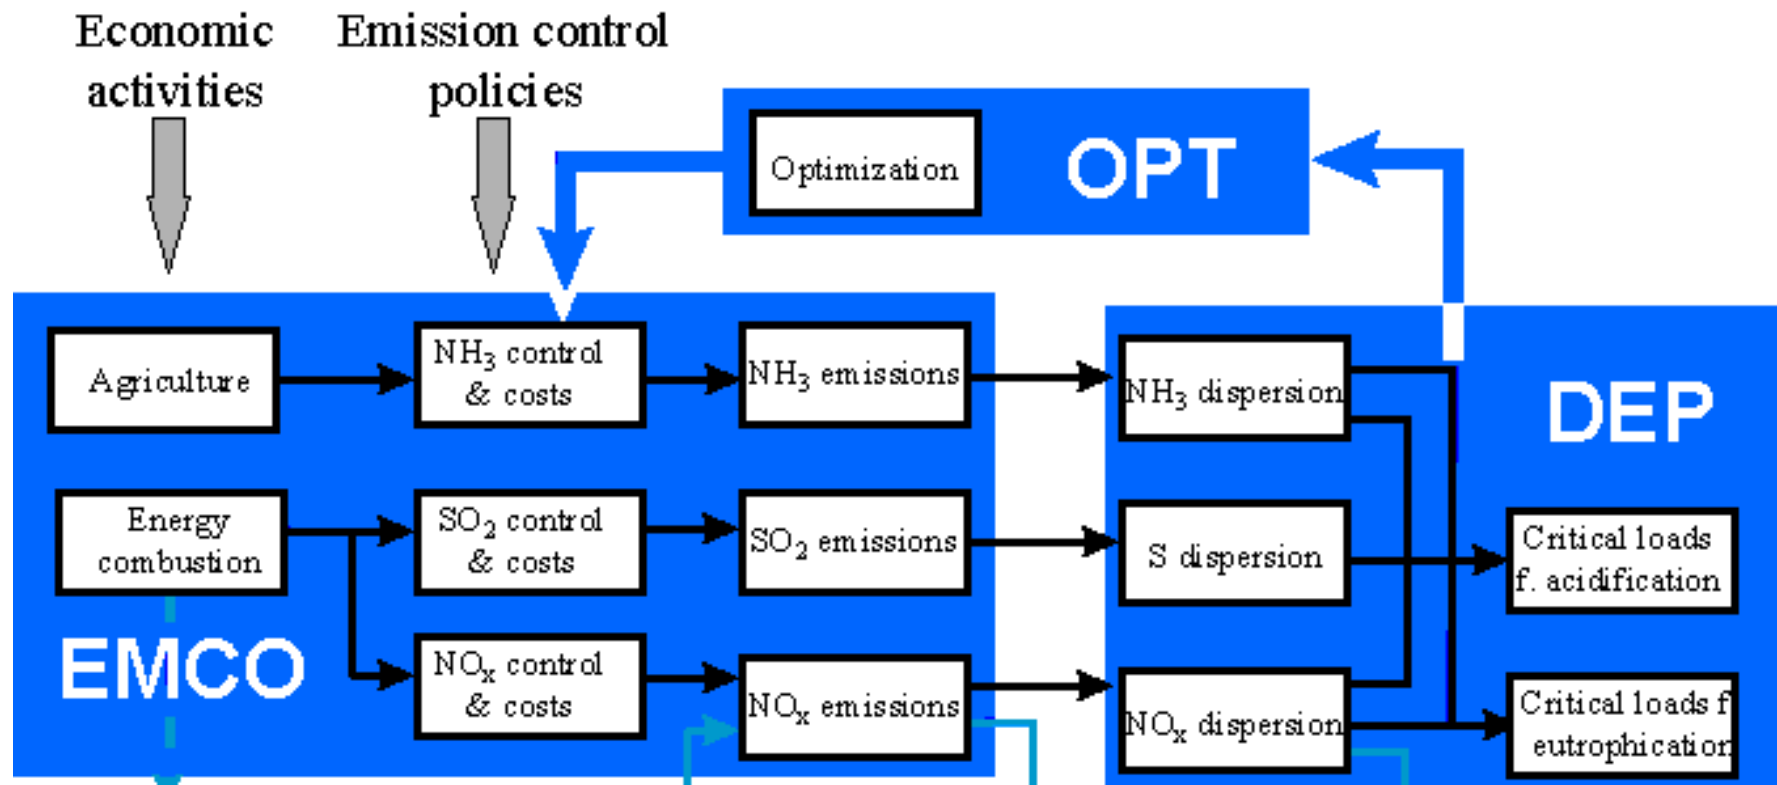 Economic
activities
Emission control
policies
Optimization
OPT
Agriculture
NH₃ control
& costs
NH₃ emissions
NH₃ dispersion
DEP
Energy
combustion
SO₂ control
& costs
SO₂ emissions
S dispersion
Critical loads
f. acidification
EMCO
NOₓ control
& costs
NOₓ emissions
NOₓ dispersion
Critical loads f
eutrophication